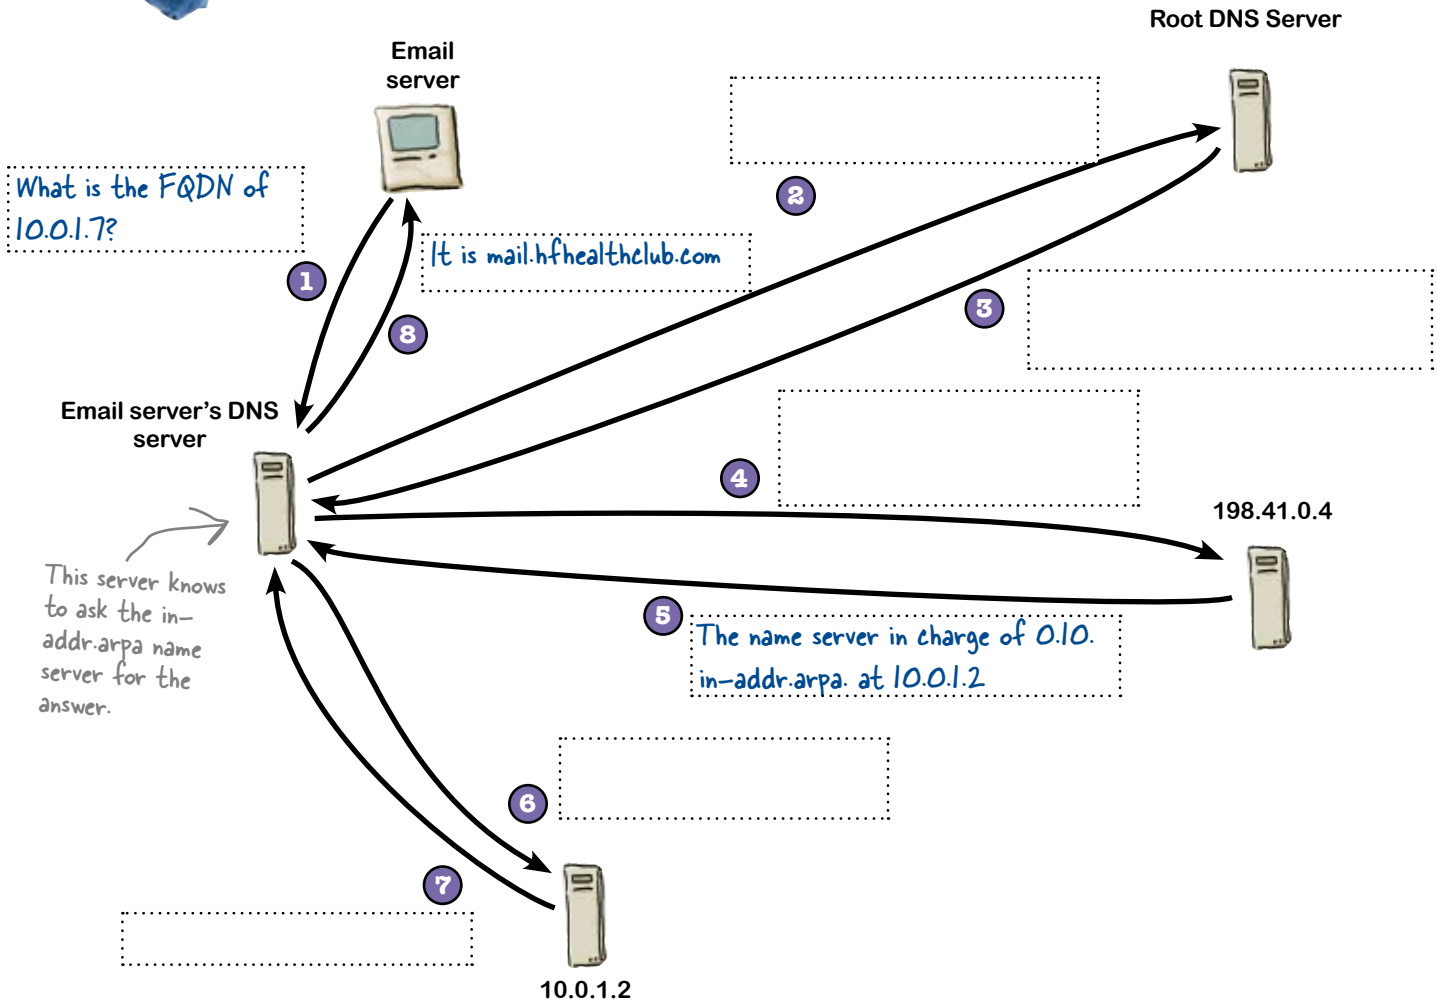 Root DNS Server
Email
server
What is the FQDN of
10.0.1.7?
2
It is mail.hfhealthclub.com
1
3
8
Email server's DNS
server
4
198.41.0.4
This server knows
to ask the in-
addr.arpa name
server for the
answer.
5
The name server in charge of 0.10.
in-addr.arpa. at 10.0.1.2
6
7
10.0.1.2